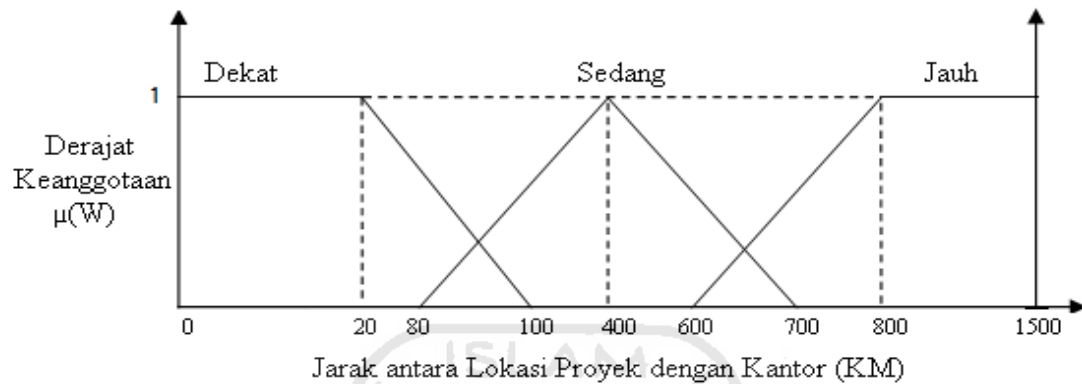 Dekat Sedang Jauh
1
Derajat
Keanggotaan
µ(W)
0 20 80 100 400 600 700 800 1500
ISLAM
Jarak antara Lokasi Proyek dengan Kantor (KM)